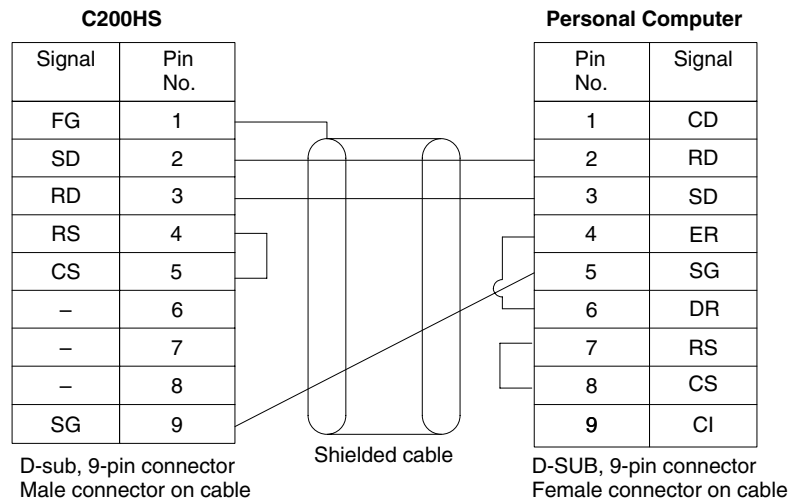 C200HS
Personal Computer
Signal Pin No. Pin No. Signal
FG 1 1 CD
SD 2 2 RD
RD 3 3 SD
RS 4 4 ER
CS 5 5 SG
– 6 6 DR
– 7 7 RS
– 8 8 CS
SG 9 9 CI
Shielded cable
D-sub, 9-pin connector
Male connector on cable
D-SUB, 9-pin connector
Female connector on cable